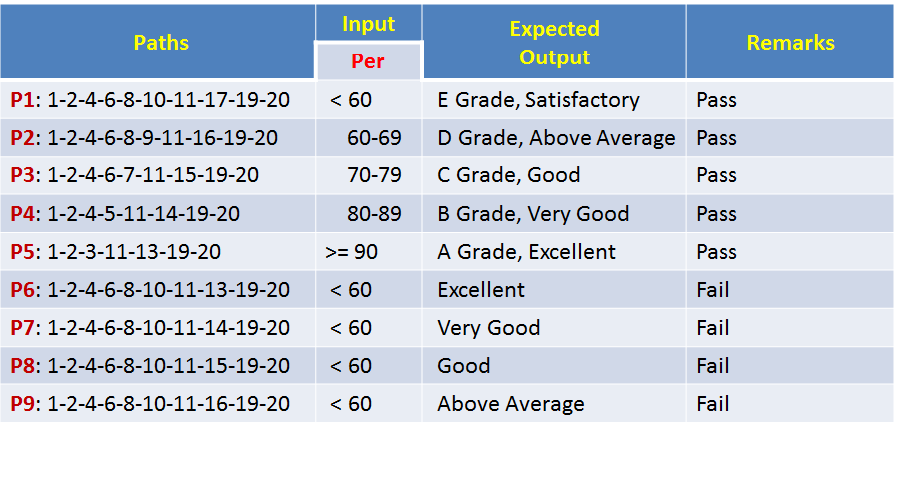 Paths Input Expected Output Remarks
Per
P1: 1-2-4-6-8-10-11-17-19-20 < 60 E Grade, Satisfactory Pass
P2: 1-2-4-6-8-9-11-16-19-20 60-69 D Grade, Above Average Pass
P3: 1-2-4-6-7-11-15-19-20 70-79 C Grade, Good Pass
P4: 1-2-4-5-11-14-19-20 80-89 B Grade, Very Good Pass
P5: 1-2-3-11-13-19-20 >= 90 A Grade, Excellent Pass
P6: 1-2-4-6-8-10-11-13-19-20 < 60 Excellent Fail
P7: 1-2-4-6-8-10-11-14-19-20 < 60 Very Good Fail
P8: 1-2-4-6-8-10-11-15-19-20 < 60 Good Fail
P9: 1-2-4-6-8-10-11-16-19-20 < 60 Above Average Fail